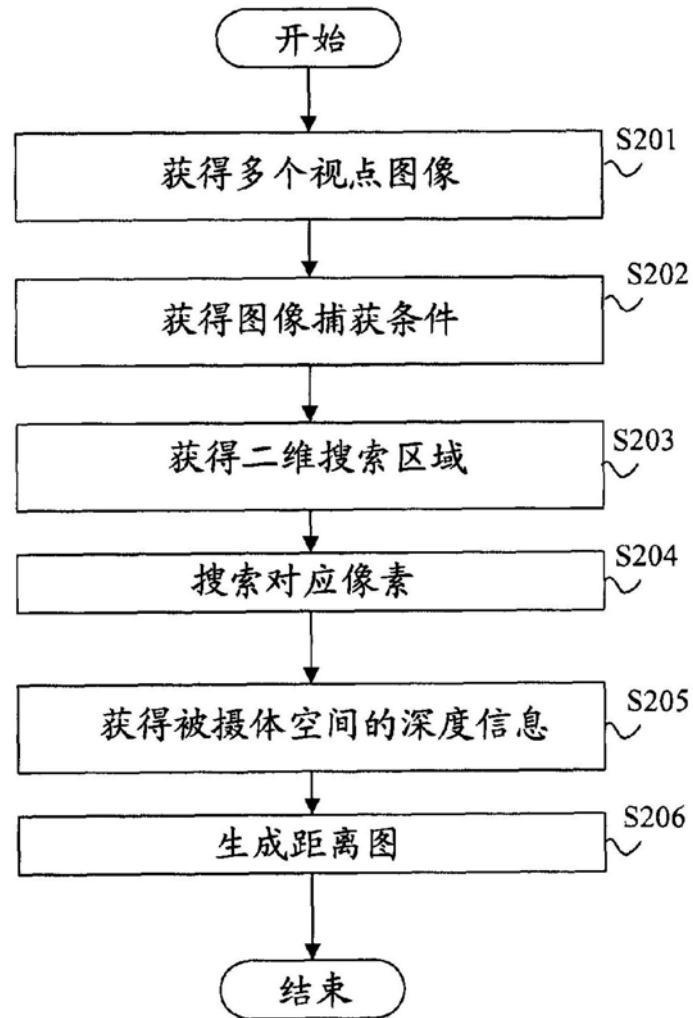 开始
S201
获得多个视点图像
S202
获得图像捕获条件
S203
获得二维搜索区域
S204
搜索对应像素
S205
获得被摄体空间的深度信息
S206
生成距离图
结束